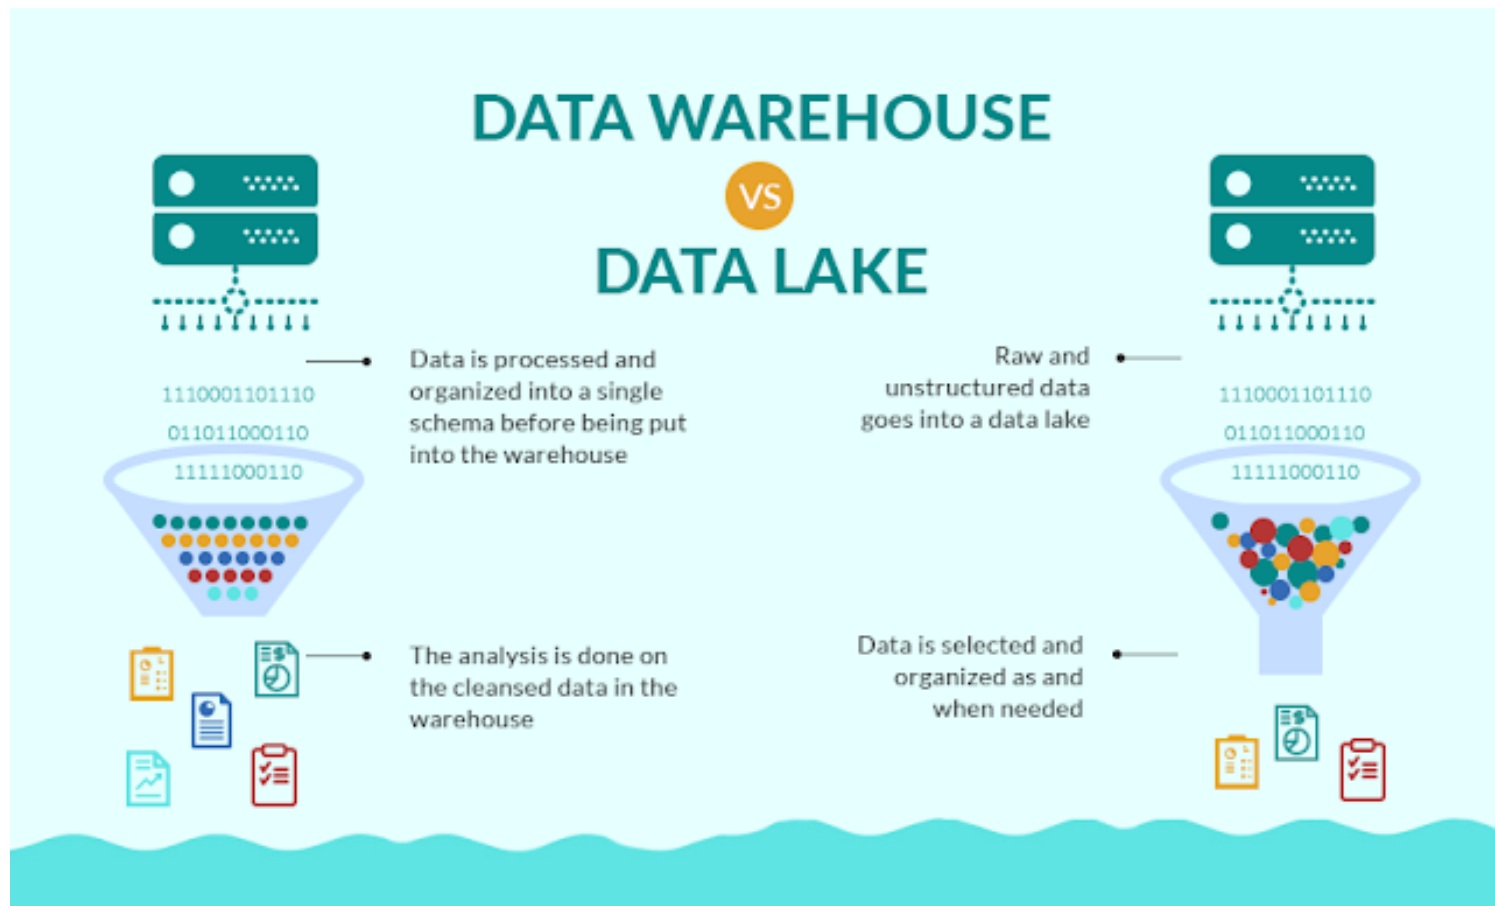 DATA WAREHOUSE
VS
DATA LAKE
Data is processed and
organized into a single
schema before being put
into the warehouse
1110001101110
011011000110
11111000110
The analysis is done on
the cleansed data in the
warehouse
Raw and
unstructured data
goes into a data lake
1110001101110
011011000110
11111000110
Data is selected and
organized as and
when needed